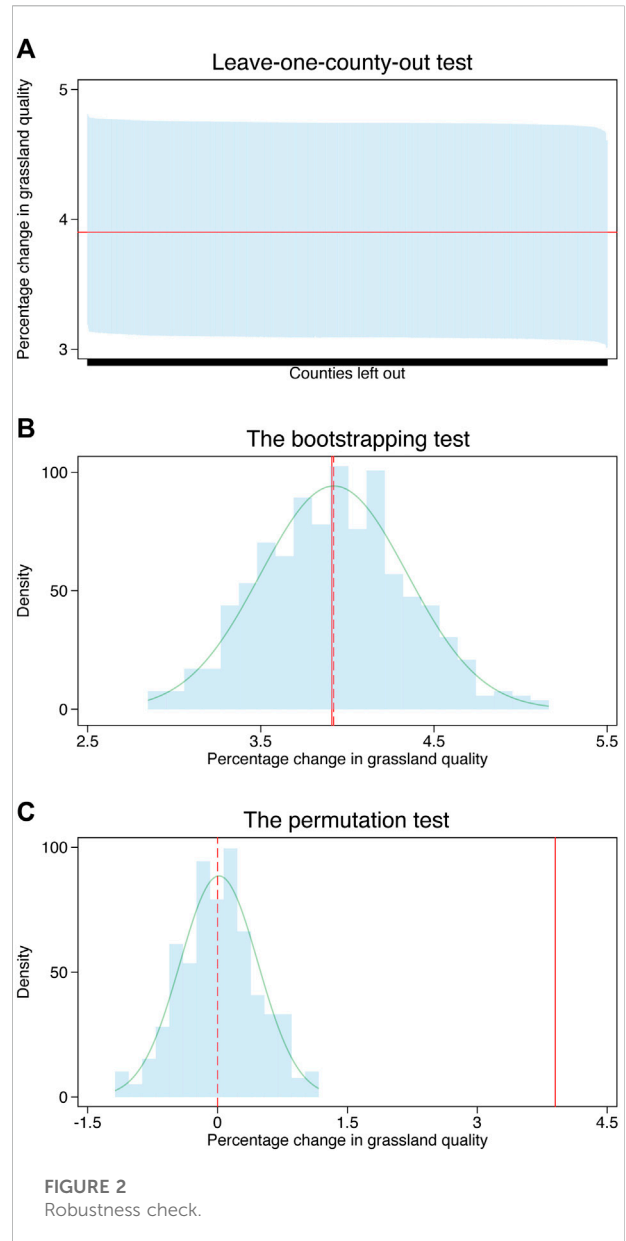 A
Leave-one-county-out test
Percentage change in grassland quality
5
4
3
Counties left out
B
The bootstrapping test
Density
100
50
0
2.5 3.5 4.5 5.5
Percentage change in grassland quality
C
The permutation test
Density
100
50
0
-1.5 0 1.5 3 4.5
Percentage change in grassland quality
FIGURE 2
Robustness check.